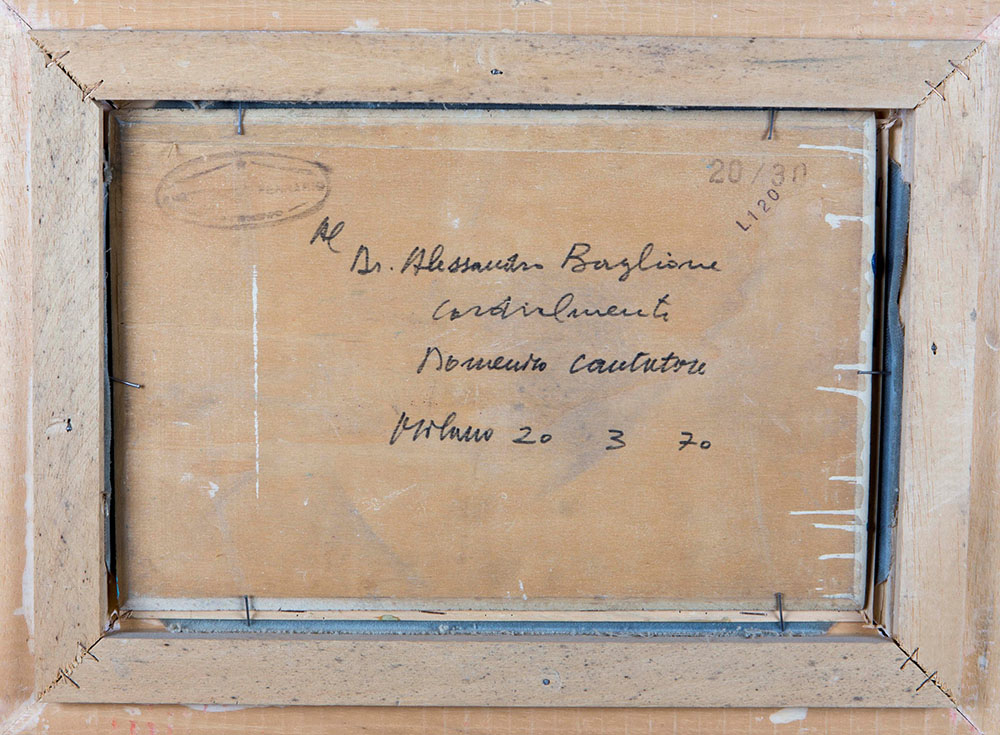 20/30
L120
Al
Dr. Alessandro Baglione
Cordialmente
Domenico Cantatore
Milano 20 3 70